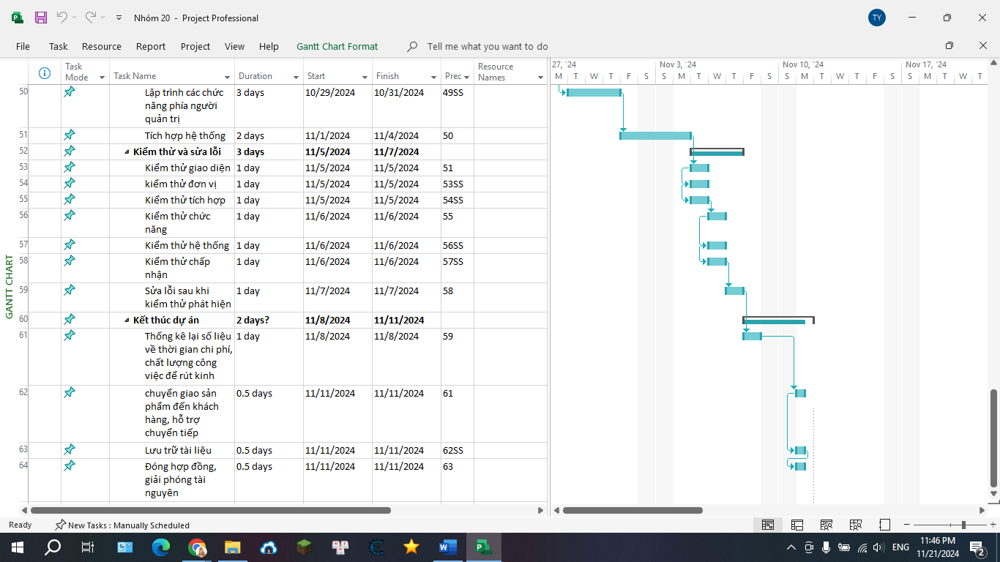 Nhóm 20 - Project Professional
TY
File Task Resource Report Project View Help Gantt Chart Format Tell me what you want to do
Task Mode Task Name Duration Start Finish Prec Resource Names
27, '24 Nov 3, '24 Nov 10, '24 Nov 17, '24
M T W T F S S M T W T F S S M T W T F S S M T W T
50 Lập trình các chức 3 days 10/29/2024 10/31/2024 49SS
năng phía người
quản trị
51 Tích hợp hệ thống 2 days 11/1/2024 11/4/2024 50
52 Kiểm thử và sửa lỗi 3 days 11/5/2024 11/7/2024
53 Kiểm thử giao diện 1 day 11/5/2024 11/5/2024 51
54 kiểm thử đơn vị 1 day 11/5/2024 11/5/2024 53SS
55 Kiểm thử tích hợp 1 day 11/5/2024 11/5/2024 54SS
56 Kiểm thử chức 1 day 11/6/2024 11/6/2024 55
năng
57 Kiểm thử hệ thống 1 day 11/6/2024 11/6/2024 56SS
58 Kiểm thử chấp 1 day 11/6/2024 11/6/2024 57SS
nhận
59 Sửa lỗi sau khi 1 day 11/7/2024 11/7/2024 58
kiểm thử phát hiện
60 Kết thúc dự án 2 days? 11/8/2024 11/11/2024
61 Thống kê lại số liệu 1 day 11/8/2024 11/8/2024 59
về thời gian chi phí,
chất lượng công
việc để rút kinh
62 chuyển giao sản 0.5 days 11/11/2024 11/11/2024 61
phẩm đến khách
hàng, hỗ trợ
chuyển tiếp
63 Lưu trữ tài liệu 0.5 days 11/11/2024 11/11/2024 62SS
64 Đóng hợp đồng, 0.5 days 11/11/2024 11/11/2024 63
giải phóng tài
nguyên
GANTT CHART
Ready New Tasks : Manually Scheduled
ENG 11:46 PM
11/21/2024 2